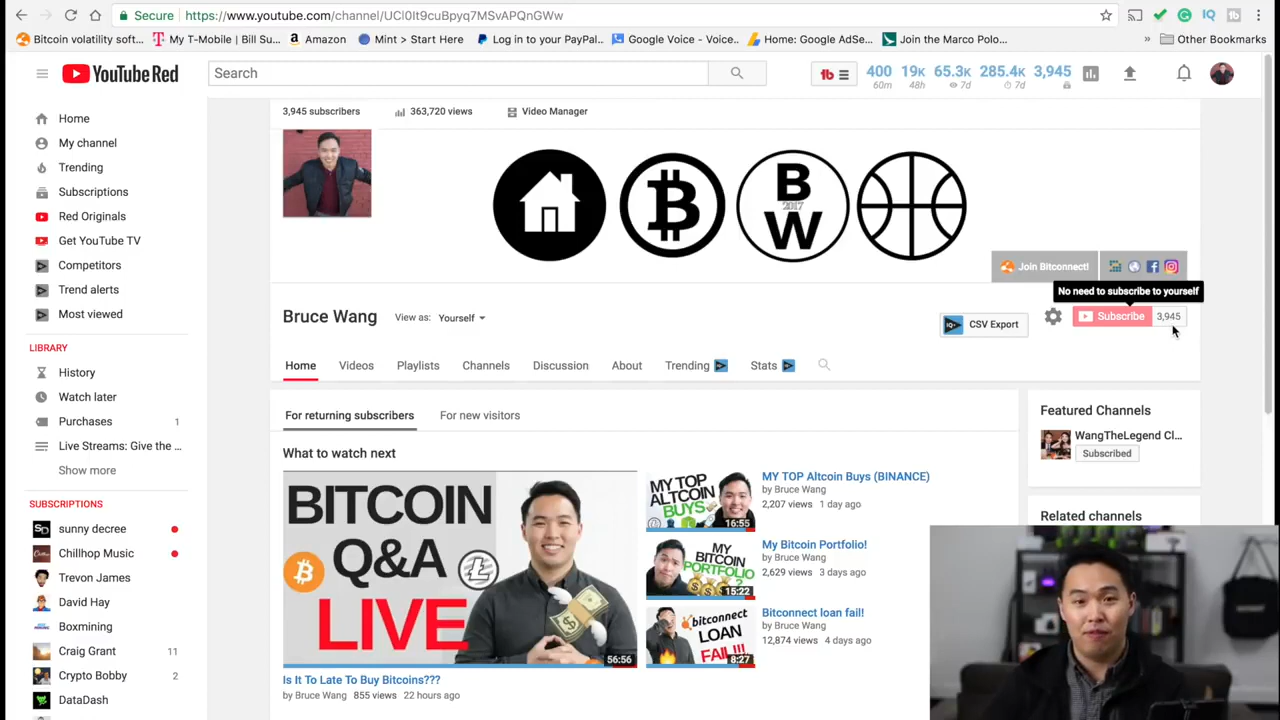 Secure
https://www.youtube.com/channel/UCl0It9cuBpyq7MSvAPQnGWw
Bitcoin volatility soft...
My T-Mobile | Bill Su...
Amazon
Mint > Start Here
Log in to your PayPal...
Google Voice - Voice..
Home: Google AdSe...
Join the Marco Polo...
» Other Bookmarks
YouTube Red
Search
tb
400 60m
19K 48h
65.3K 7d
285.4K 7d
3,945
Home
My channel
Trending
Subscriptions
Red Originals
Get YouTube TV
Competitors
Trend alerts
Most viewed
LIBRARY
History
Watch later
Purchases 1
Live Streams: Give the ...
Show more
SUBSCRIPTIONS
sunny decree
Chillhop Music
Trevon James
David Hay
Boxmining
Craig Grant 11
Crypto Bobby 2
DataDash
3,945 subscribers
363,720 views
Video Manager
B
2017
W
Join Bitconnect!
No need to subscribe to yourself
Bruce Wang
View as: Yourself
CSV Export
Subscribe 3,945
Home
Videos
Playlists
Channels
Discussion
About
Trending
Stats
For returning subscribers
For new visitors
What to watch next
BITCOIN
Q&A
LIVE
56:56
Is It To Late To Buy Bitcoins???
by Bruce Wang 855 views 22 hours ago
MY TOP
ALTCOIN
BUYS
16:55
MY TOP Altcoin Buys (BINANCE)
by Bruce Wang
2,207 views 1 day ago
MY
BITCOIN
PORTFOLIO
?
15:22
My Bitcoin Portfolio!
by Bruce Wang
2,629 views 3 days ago
bitconnect
LOAN
FAIL!!!
8:27
Bitconnect loan fail!
by Bruce Wang
12,874 views 4 days ago
Featured Channels
WangTheLegend Cl...
Subscribed
Related channels